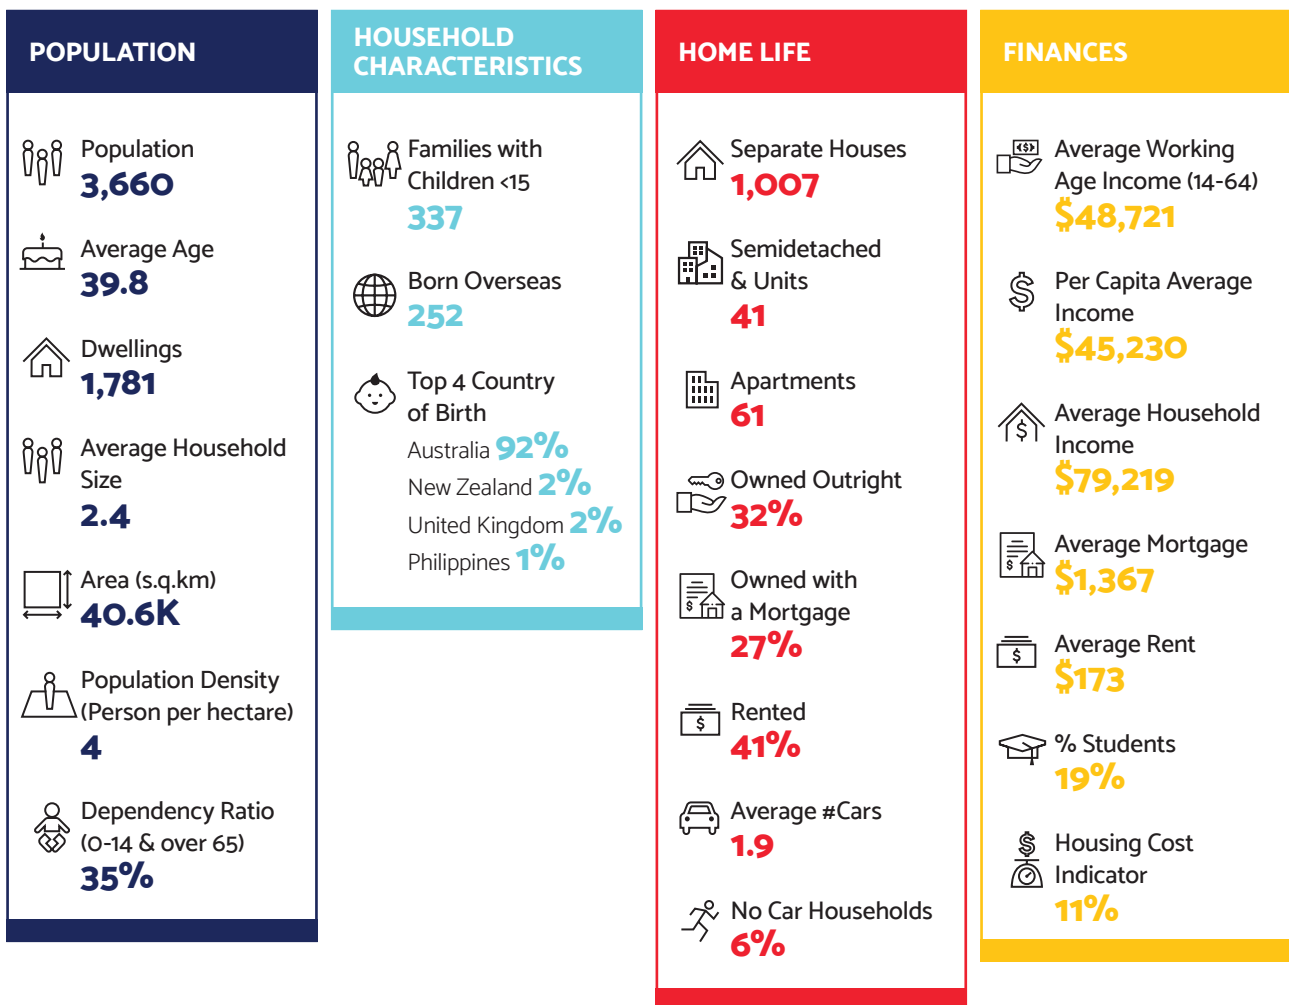 POPULATION
Population
3,660
Average Age
39.8
Dwellings
1,781
Average Household
Size
2.4
Area (s.q.km)
40.6K
Population Density
(Person per hectare)
4
Dependency Ratio
(0-14 & over 65)
35%
HOUSEHOLD
CHARACTERISTICS
Families with
Children <15
337
Born Overseas
252
Top 4 Country
of Birth
Australia 92%
New Zealand 2%
United Kingdom 2%
Philippines 1%
HOME LIFE
Separate Houses
1,007
Semidetached
& Units
41
Apartments
61
Owned Outright
32%
Owned with
a Mortgage
27%
Rented
41%
Average #Cars
1.9
No Car Households
6%
FINANCES
Average Working
Age Income (14-64)
$48,721
Per Capita Average
Income
$45,230
Average Household
Income
$79,219
Average Mortgage
$1,367
Average Rent
$173
% Students
19%
Housing Cost
Indicator
11%